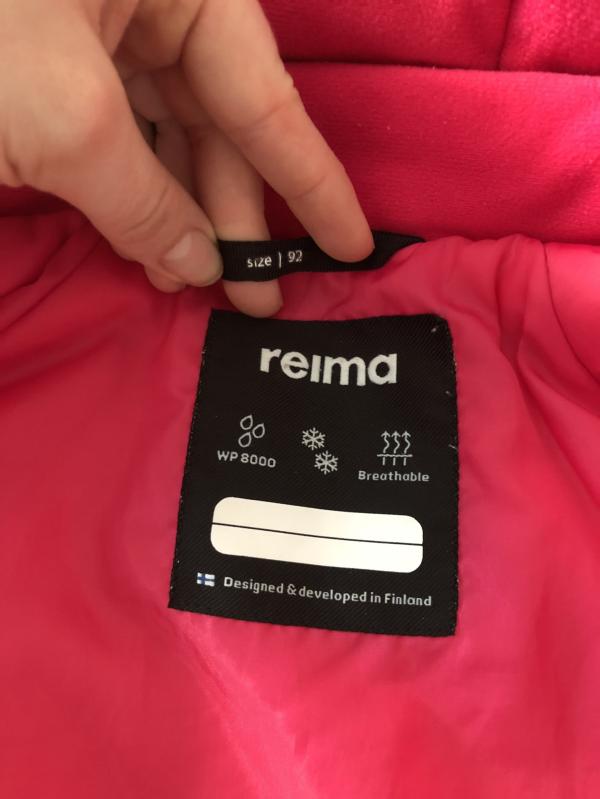 size | 92
reima
WP 8000
Breathable
Designed & developed in Finland